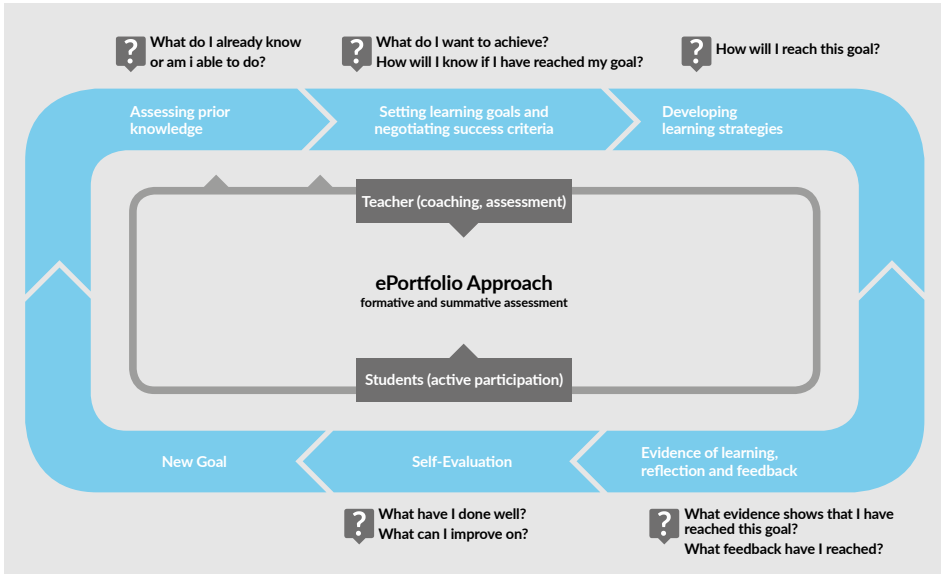 What do I already know
or am i able to do?
What do I want to achieve?
How will I know if I have reached my goal?
How will I reach this goal?
Assessing prior
knowledge
Setting learning goals and
negotiating success criteria
Developing
learning strategies
Teacher (coaching, assessment)
ePortfolio Approach
formative and summative assessment
Students (active participation)
New Goal
Self-Evaluation
Evidence of learning,
reflection and feedback
What have I done well?
What can I improve on?
What evidence shows that I have
reached this goal?
What feedback have I reached?